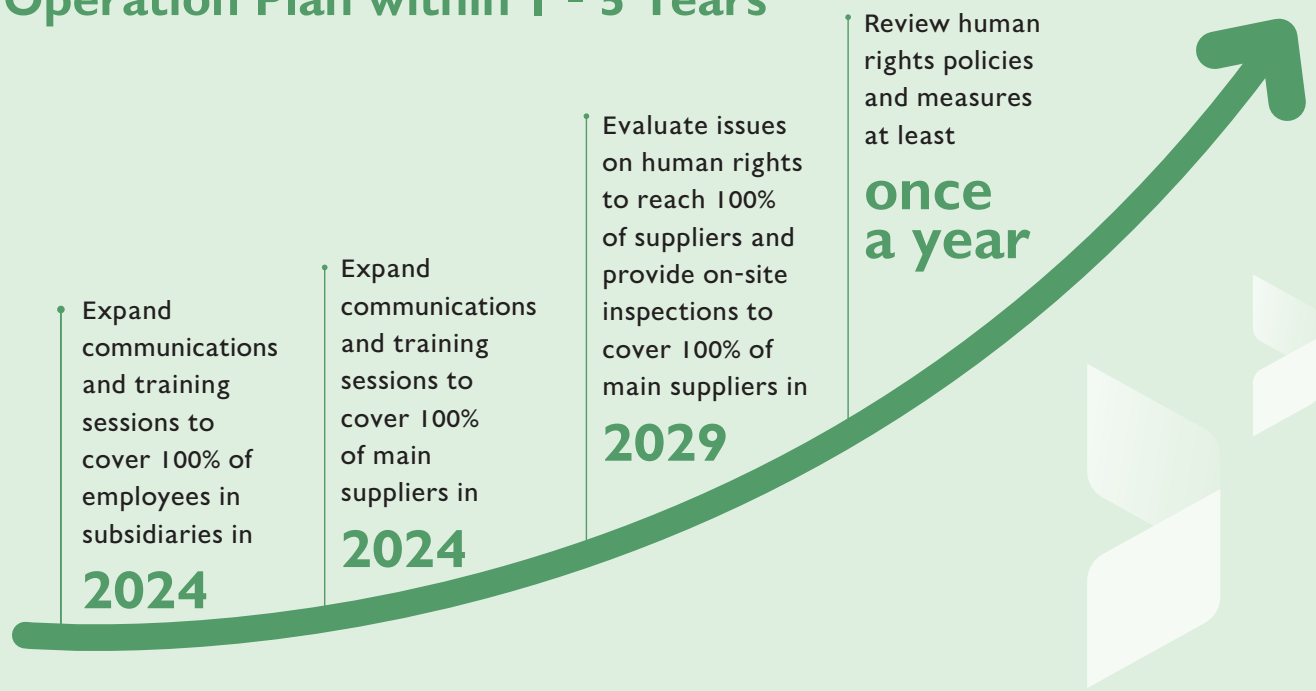 Operation Plan within 1 - 5 Years
Expand
communications
and training
sessions to
cover 100% of
employees in
subsidiaries in
2024
Expand
communications
and training
sessions to
cover 100%
of main
suppliers in
2024
Evaluate issues
on human rights
to reach 100%
of suppliers and
provide on-site
inspections to
cover 100% of
main suppliers in
2029
Review human
rights policies
and measures
at least
once
a year